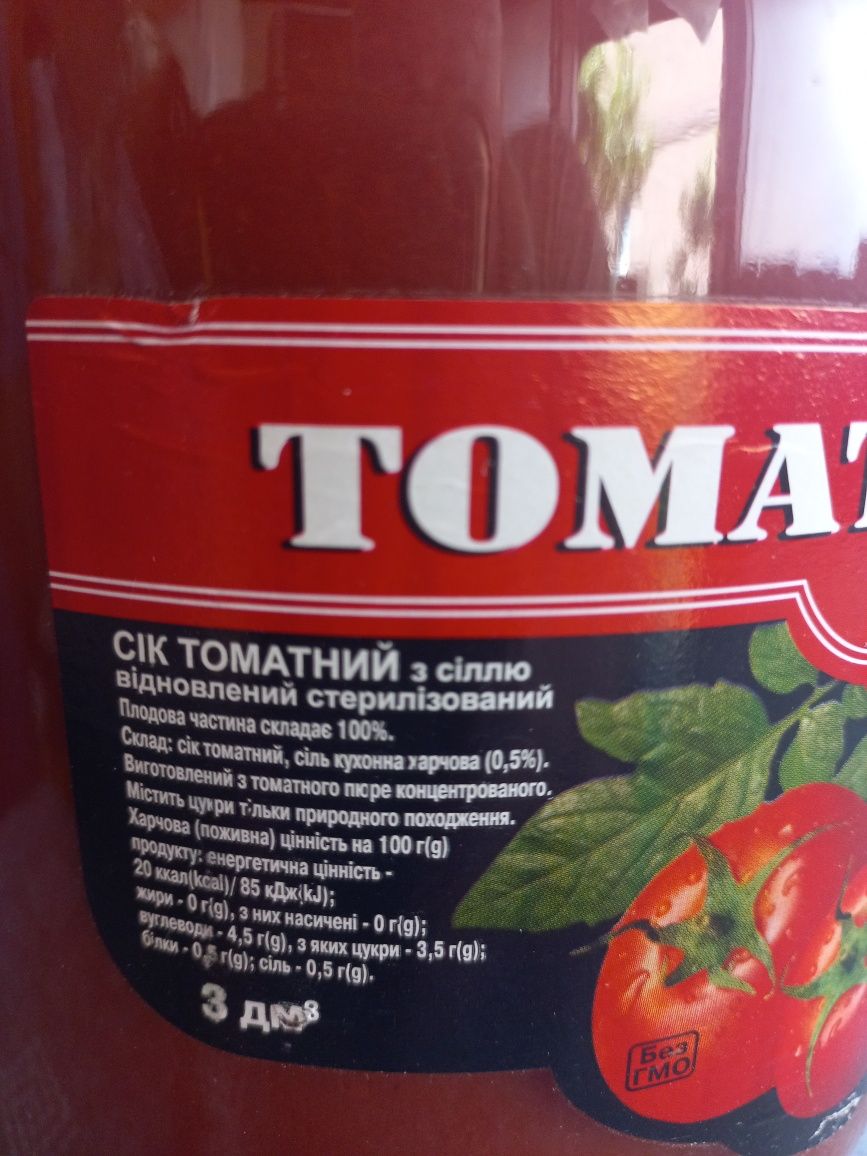 ТОМАТ
СІК ТОМАТНИЙ з сіллю
відновлений стерилізований
Плодова частина складає 100%.
Склад: сік томатний, сіль кухонна харчова (0,5%).
Виготовлений з томатного пюре концентрованого.
Містить цукри тільки природного походження.
Харчова (поживна) цінність на 100 г(g)
продукту: енергетична цінність -
20 ккал(kcal)/ 85 кДж(kJ);
жири - 0 г(g), з них насичені - 0 г(g);
вуглеводи - 4,5 г(g), з яких цукри - 3,5 г(g);
білки - 0,5 г(g); сіль - 0,5 г(g).
3 дм³
Без
ГМО